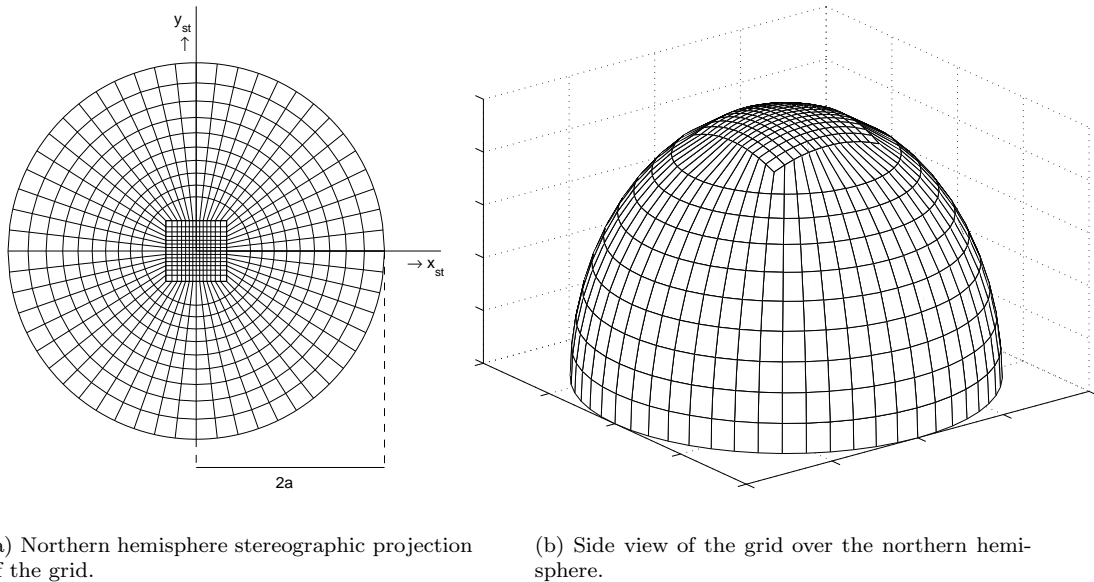 y_st
↑
→ x_st
2a
a) Northern hemisphere stereographic projection
f the grid.
(b) Side view of the grid over the northern hemi-
sphere.